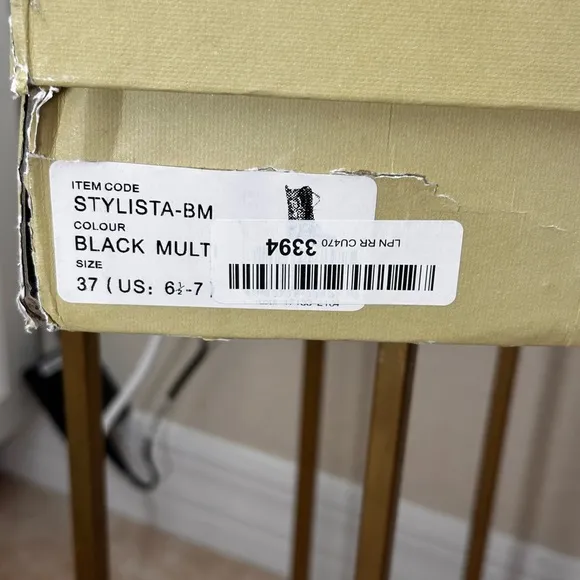 ITEM CODE
STYLISTA-BM
COLOUR
BLACK MULT
SIZE
37 (US: 6½-7
LPN RR CU470
3394